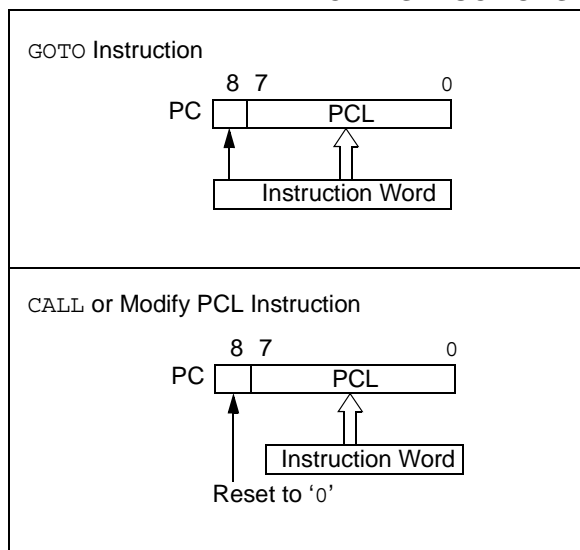 GOTO Instruction
8 7 0
PC PCL
Instruction Word
CALL or Modify PCL Instruction
8 7 0
PC PCL
Instruction Word
Reset to ‘0’